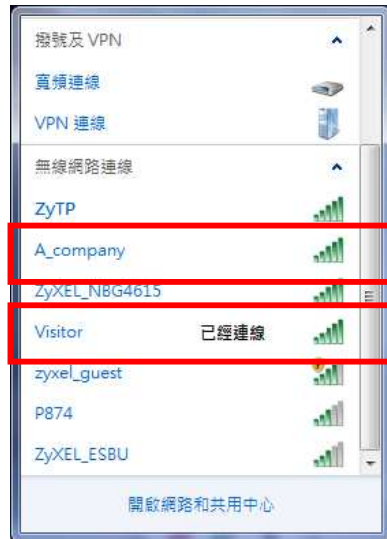 撥號及 VPN
寬頻連線
VPN 連線
無線網路連線
ZyTP
A_company
ZyXEL_NBG4615
Visitor 已經連線
zyxel_guest
P874
ZyXEL_ESBU
開啟網路和共用中心